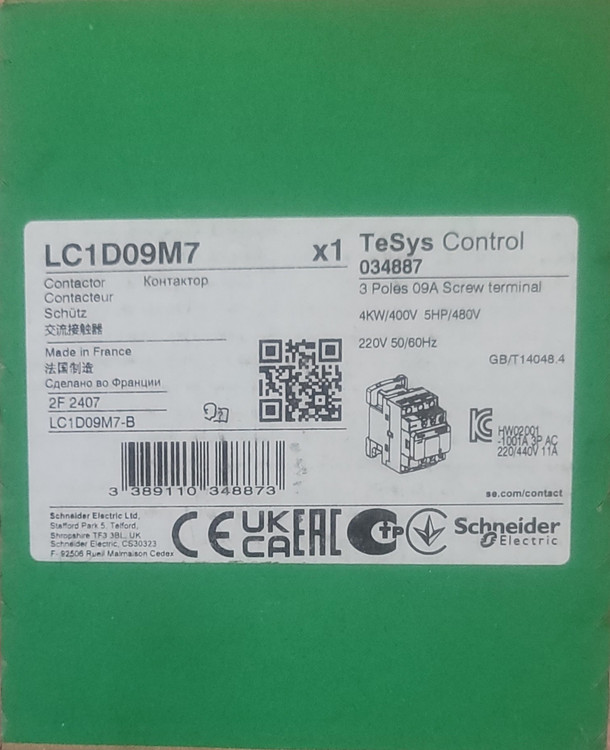 LC1D09M7 x1
Contactor Контактор
Contacteur
Schütz
交流接触器
Made in France
法国制造
Сделано во Франции
2F 2407
LC1D09M7-B
3 389110 348873
TeSys Control
034887
3 Poles 09A Screw terminal
4KW/400V 5HP/480V
220V 50/60Hz
GB/T14048.4
HW02001
-1001A 3P AC
220/440V 11A
se.com/contact
Schneider Electric Ltd,
Stafford Park 5, Telford,
Shropshire TF3 3BL, UK
Schneider Electric, CS30323
F- 92506 Rueil Malmaison Cedex
CE
UK
CA
EAC
Schneider
Electric